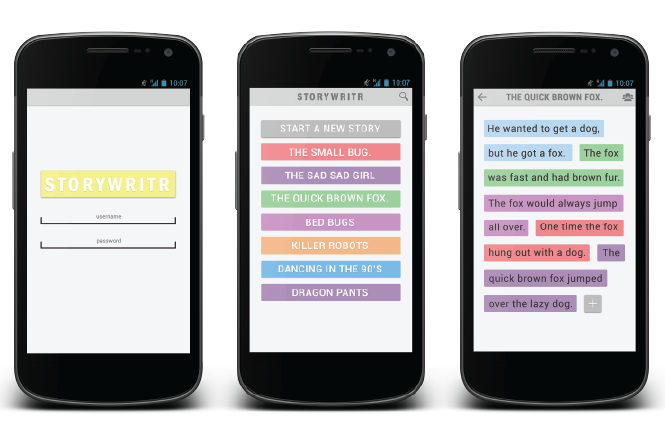 10:07
STORYWRITR
username
password
10:07
STORYWRITR
START A NEW STORY
THE SMALL BUG.
THE SAD SAD GIRL
THE QUICK BROWN FOX.
BED BUGS
KILLER ROBOTS
DANCING IN THE 90'S
DRAGON PANTS
10:07
THE QUICK BROWN FOX.
He wanted to get a dog,
but he got a fox. The fox
was fast and had brown fur.
The fox would always jump
all over. One time the fox
hung out with a dog. The
quick brown fox jumped
over the lazy dog. +